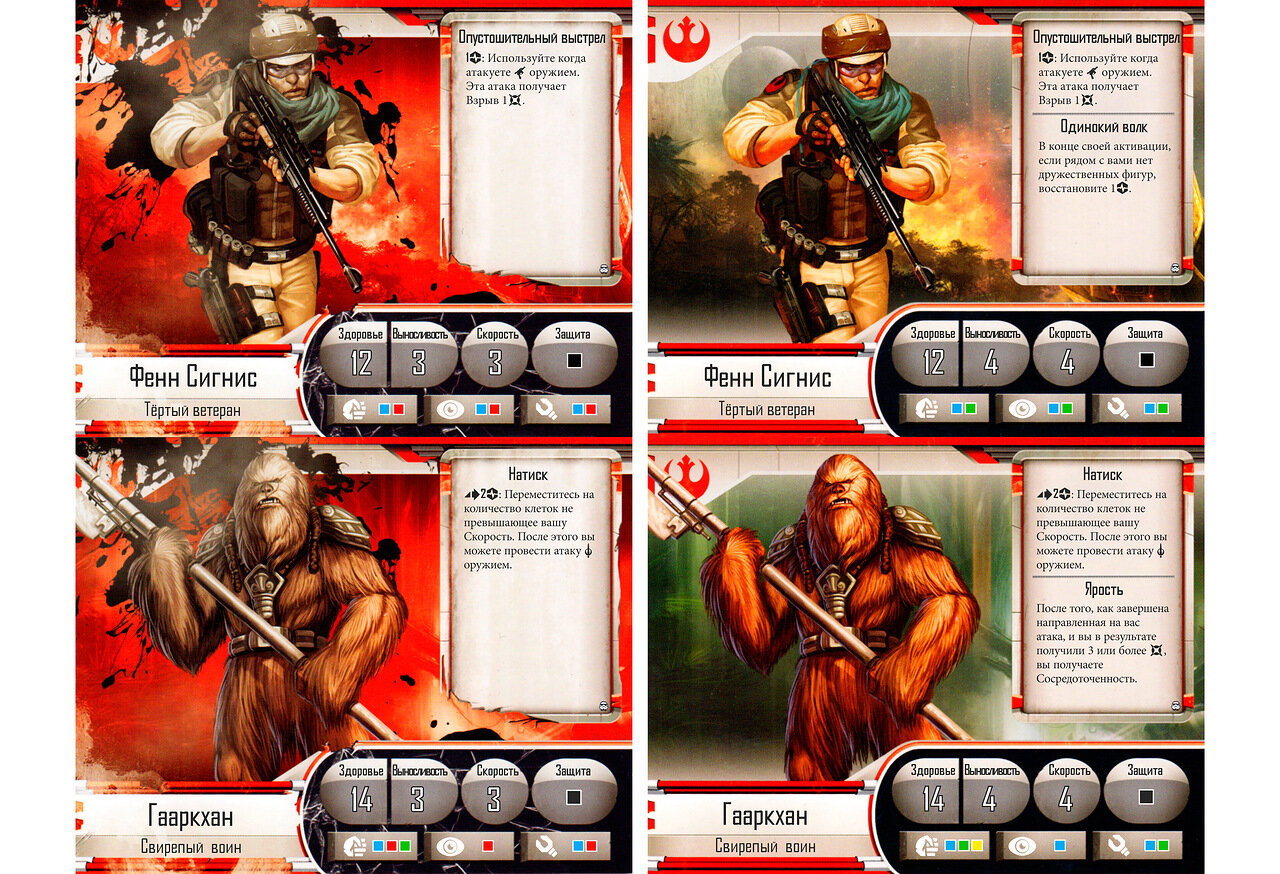 Опустошительный выстрел
1: Используйте когда
атакуете оружием.
Эта атака получает
Взрыв 1.
Здоровье
Выносливость
Скорость
Защита
12
3
3
Фенн Сигнис
Тёртый ветеран
Опустошительный выстрел
1: Используйте когда
атакуете оружием.
Эта атака получает
Взрыв 1.
Одинокий волк
В конце своей активации,
если рядом с вами нет
дружественных фигур,
восстановите 1.
Здоровье
Выносливость
Скорость
Защита
12
4
4
Фенн Сигнис
Тёртый ветеран
Натиск
2: Переместитесь на
количество клеток не
превышающее вашу
Скорость. После этого вы
можете провести атаку
оружием.
Здоровье
Выносливость
Скорость
Защита
14
3
3
Гааркхан
Свирепый воин
Натиск
2: Переместитесь на
количество клеток не
превышающее вашу
Скорость. После этого вы
можете провести атаку
оружием.
Ярость
После того, как завершена
направленная на вас
атака, и вы в результате
получили 3 или более ,
вы получаете
Сосредоточенность.
Здоровье
Выносливость
Скорость
Защита
14
4
4
Гааркхан
Свирепый воин